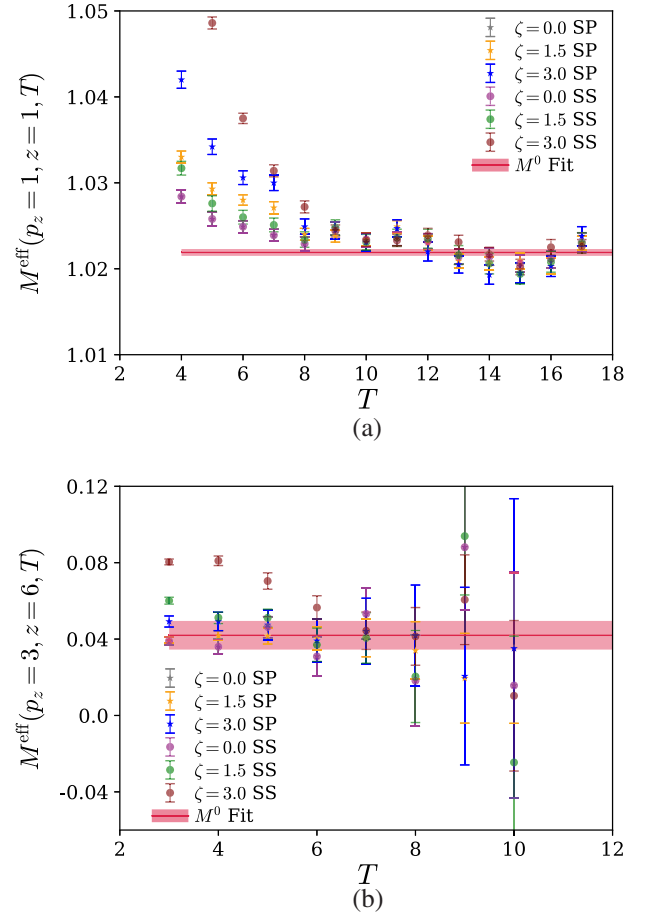 1.05
1.04
1.03
1.02
1.01
M^eff(p_z = 1, z = 1, T)
ζ = 0.0 SP
ζ = 1.5 SP
ζ = 3.0 SP
ζ = 0.0 SS
ζ = 1.5 SS
ζ = 3.0 SS
M^0 Fit
2 4 6 8 10 12 14 16 18
T
(a)
0.12
0.08
0.04
0.0
-0.04
M^eff(p_z = 3, z = 6, T)
ζ = 0.0 SP
ζ = 1.5 SP
ζ = 3.0 SP
ζ = 0.0 SS
ζ = 1.5 SS
ζ = 3.0 SS
M^0 Fit
2 4 6 8 10 12
T
(b)